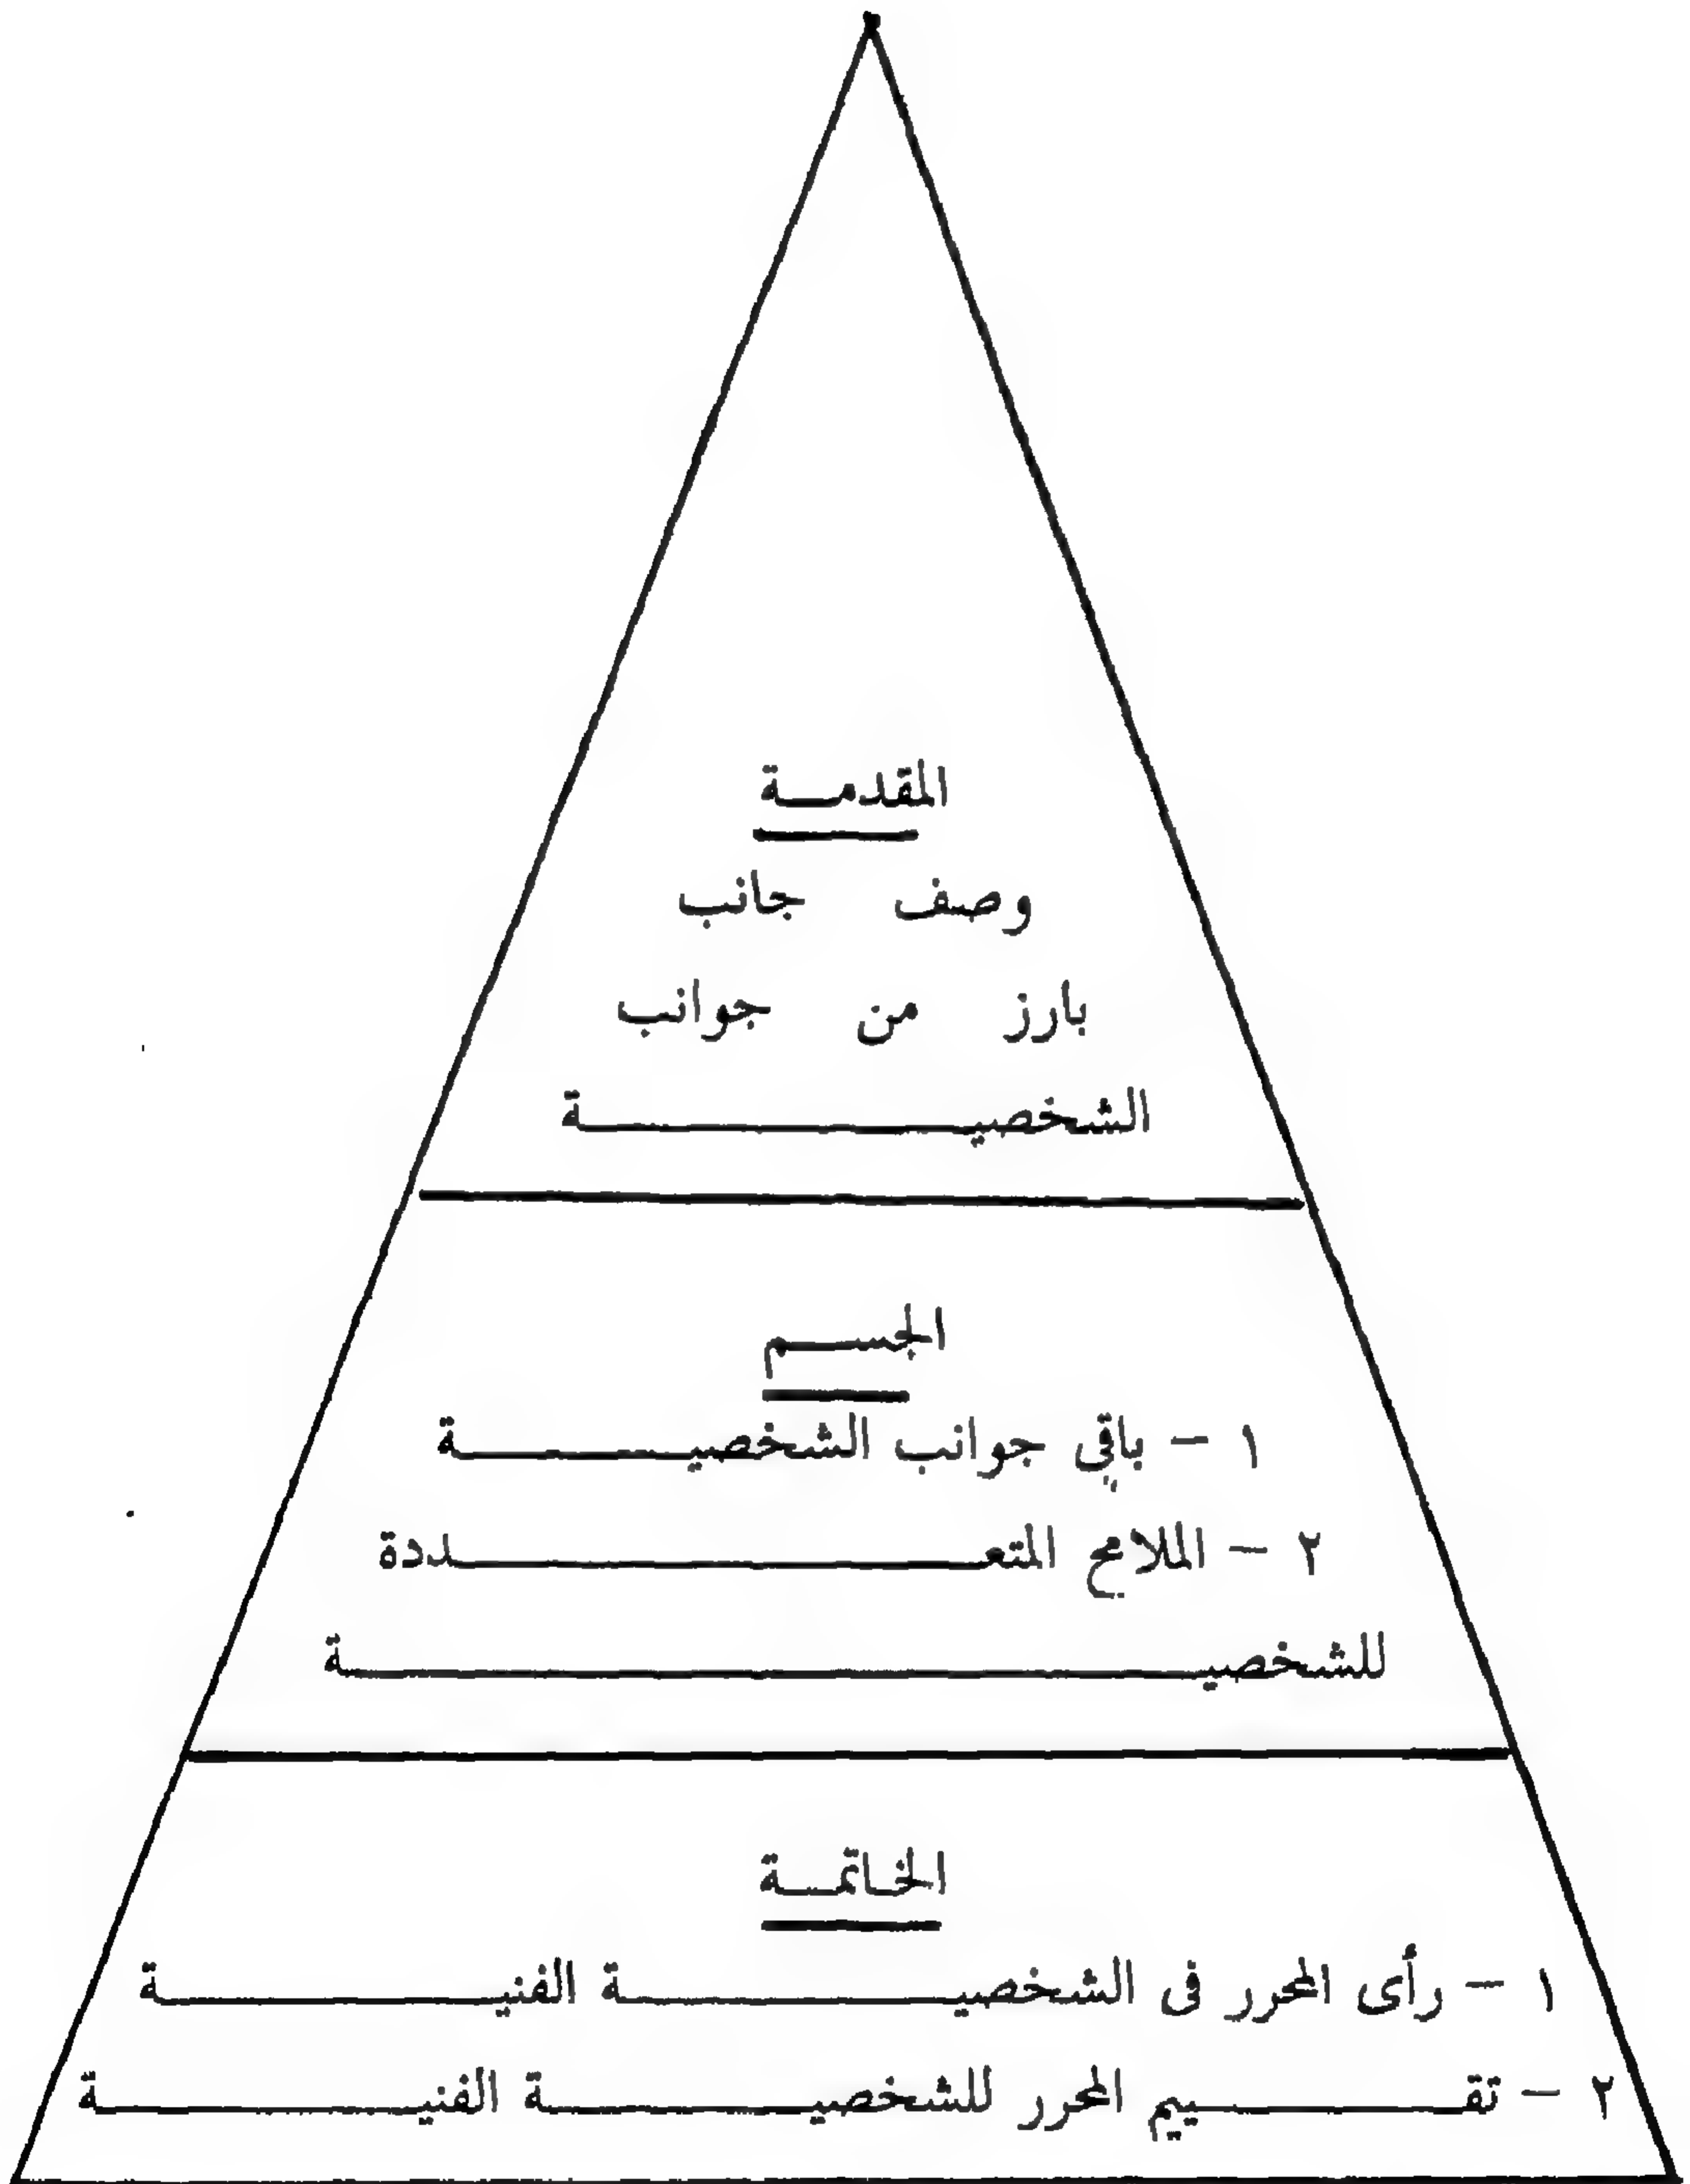 المقدمة
وصف جانب
بارز من جوانب
الشخصية
الجسم
١ - باقى جوانب الشخصية
٢ - الملامح المتعددة
للشخصية
الخاتمة
١ - رأى المحرر فى الشخصية الفنية
٢ - تقييم المحرر للشخصية الفنية